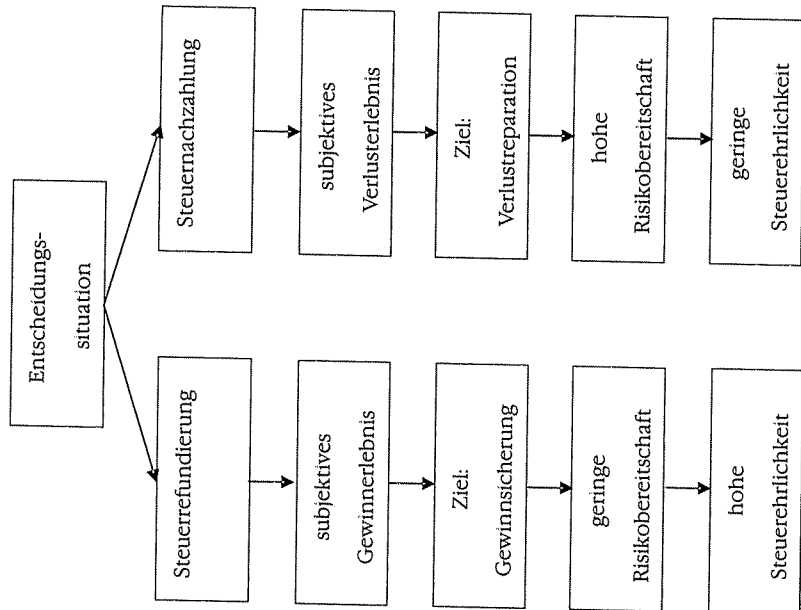 Entscheidungs-
situation
Steuerrefundierung
subjektives
Gewinnerlebnis
Ziel:
Gewinnsicherung
geringe
Risikobereitschaft
hohe
Steuerehrlichkeit
Steuernachzahlung
subjektives
Verlusterlebnis
Ziel:
Verlustreparation
hohe
Risikobereitschaft
geringe
Steuerehrlichkeit